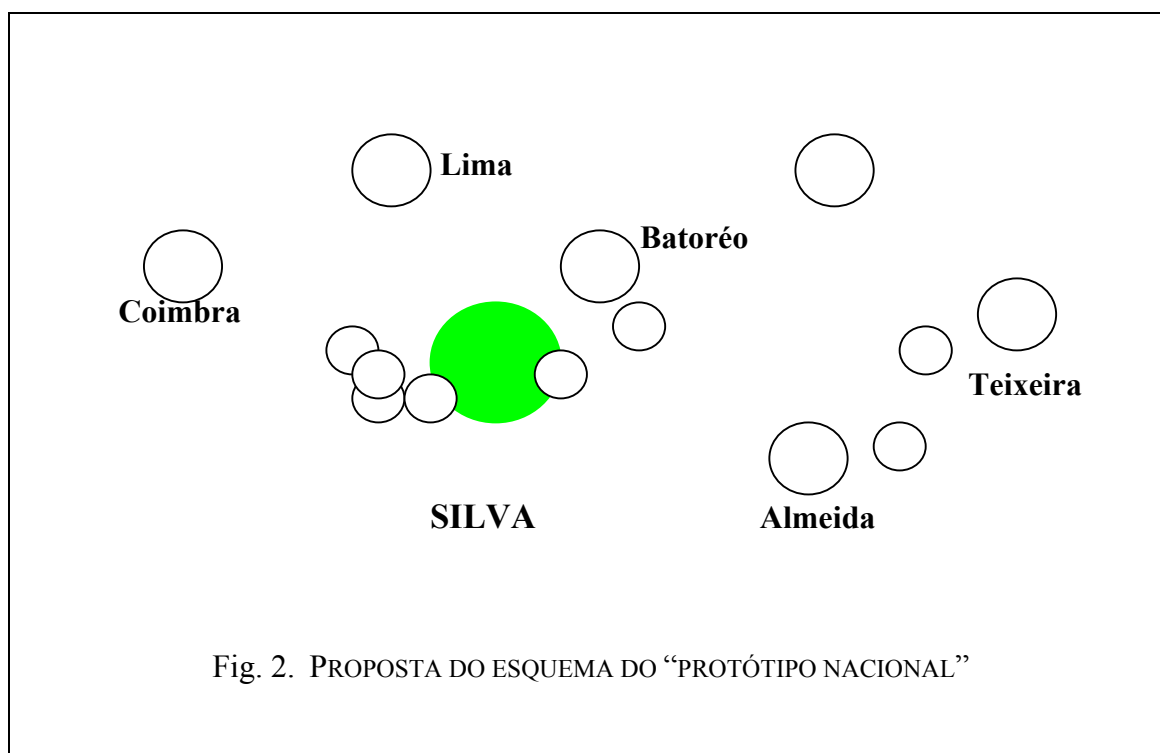 Lima
Batoréo
Coimbra
Teixeira
SILVA
Almeida
Fig. 2. PROPOSTA DO ESQUEMA DO “PROTÓTIPO NACIONAL”